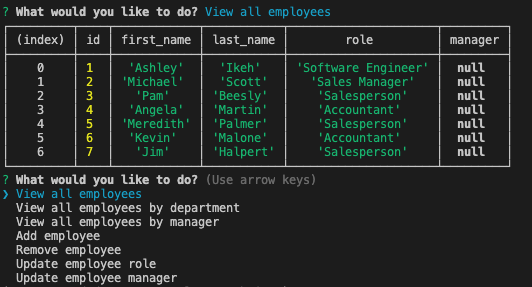 ? What would you like to do? View all employees
(index) id first_name last_name role manager
0 1 'Ashley' 'Ikeh' 'Software Engineer' null
1 2 'Michael' 'Scott' 'Sales Manager' null
2 3 'Pam' 'Beesly' 'Salesperson' null
3 4 'Angela' 'Martin' 'Accountant' null
4 5 'Meredith' 'Palmer' 'Salesperson' null
5 6 'Kevin' 'Malone' 'Accountant' null
6 7 'Jim' 'Halpert' 'Salesperson' null
? What would you like to do? (Use arrow keys)
❯ View all employees
View all employees by department
View all employees by manager
Add employee
Remove employee
Update employee role
Update employee manager